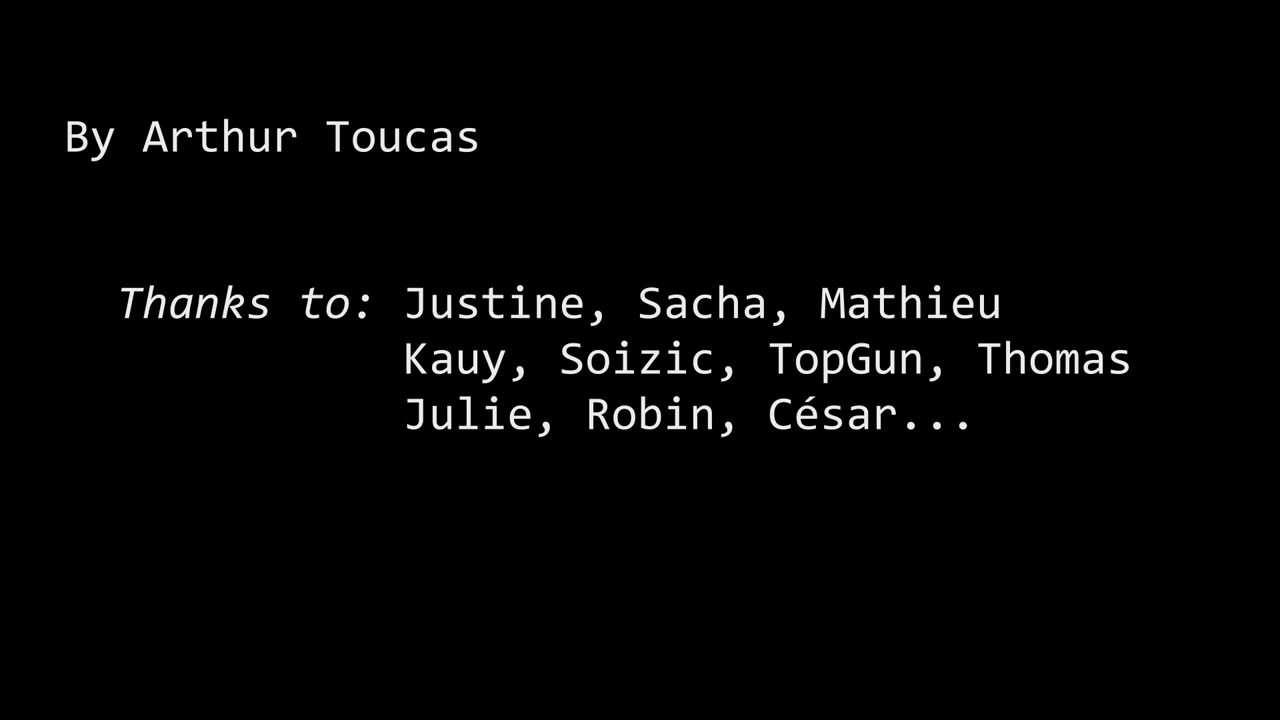 By Arthur Toucas
Thanks to: Justine, Sacha, Mathieu
Kauy, Soizic, TopGun, Thomas
Julie, Robin, César...